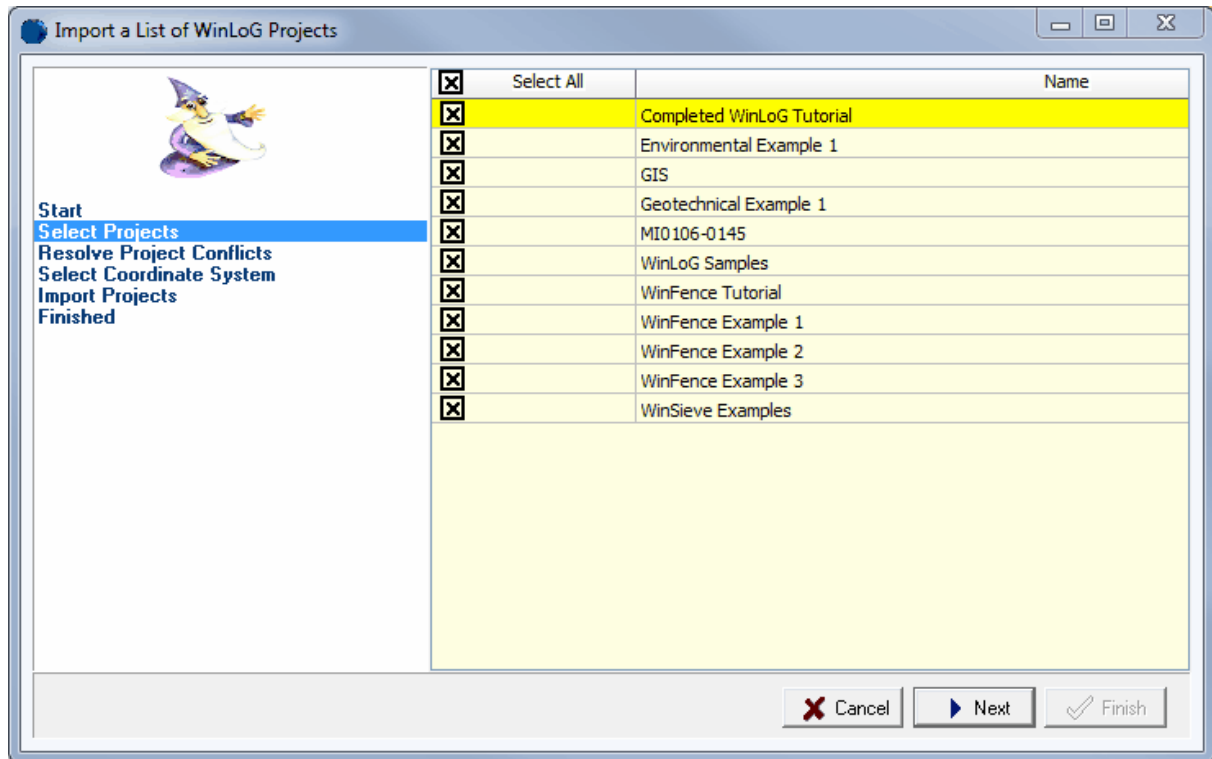 Import a List of WinLoG Projects
Start
Select Projects
Resolve Project Conflicts
Select Coordinate System
Import Projects
Finished
Select All Name
Completed WinLoG Tutorial
Environmental Example 1
GIS
Geotechnical Example 1
MI0106-0145
WinLoG Samples
WinFence Tutorial
WinFence Example 1
WinFence Example 2
WinFence Example 3
WinSieve Examples
Cancel Next Finish